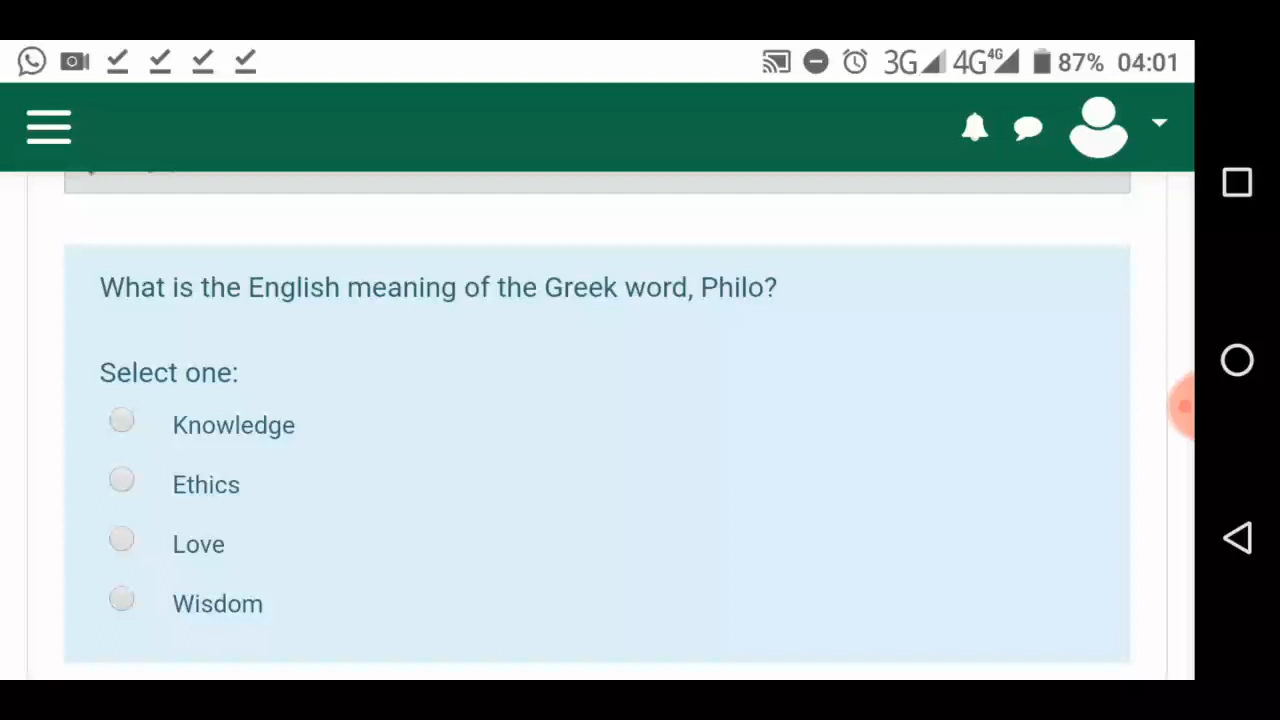 3G 4G 4G 87% 04:01
What is the English meaning of the Greek word, Philo?
Select one:
Knowledge
Ethics
Love
Wisdom